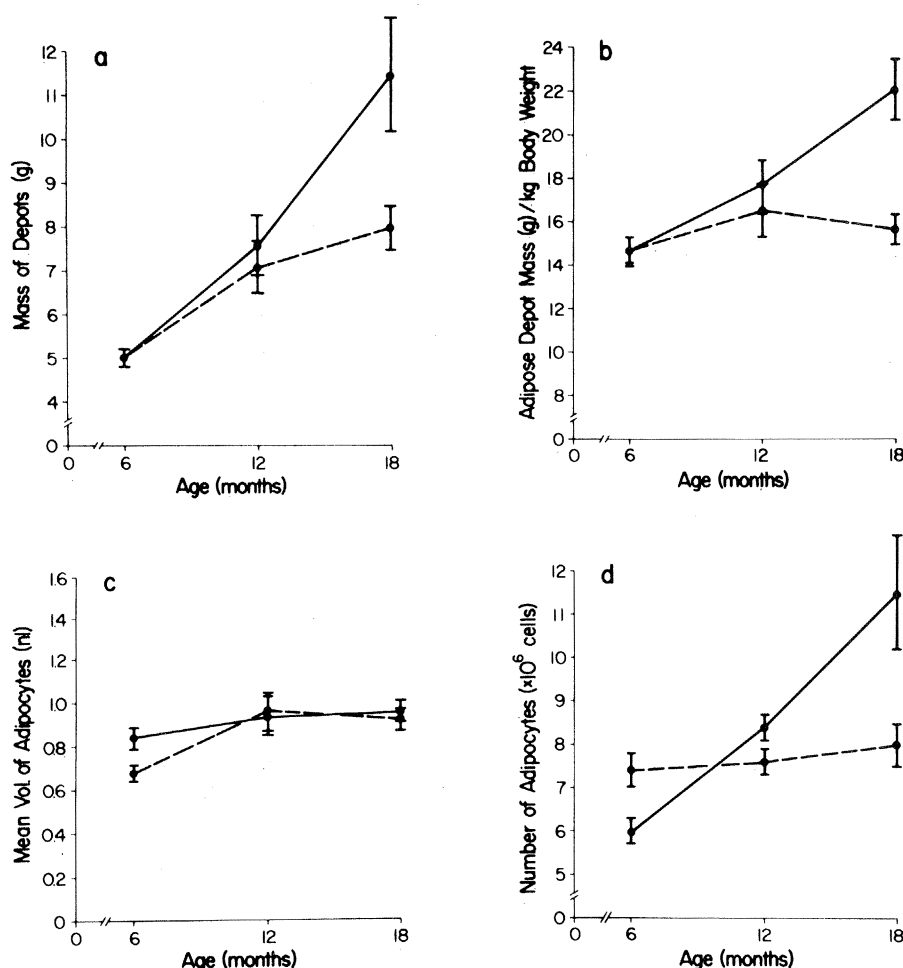 a
12
11
10
9
8
7
6
5
4
0
Mass of Depots (g)
0 6 12 18
Age (months)
b
24
22
20
18
16
14
12
10
8
0
Adipose Depot Mass (g)/kg Body Weight
0 6 12 18
Age (months)
c
1.6
1.4
1.2
1.0
0.8
0.6
0.4
0.2
0
Mean Vol. of Adipocytes (nl)
0 6 12 18
Age (months)
d
12
11
10
9
8
7
6
5
0
Number of Adipocytes (×10⁶ cells)
0 6 12 18
Age (months)